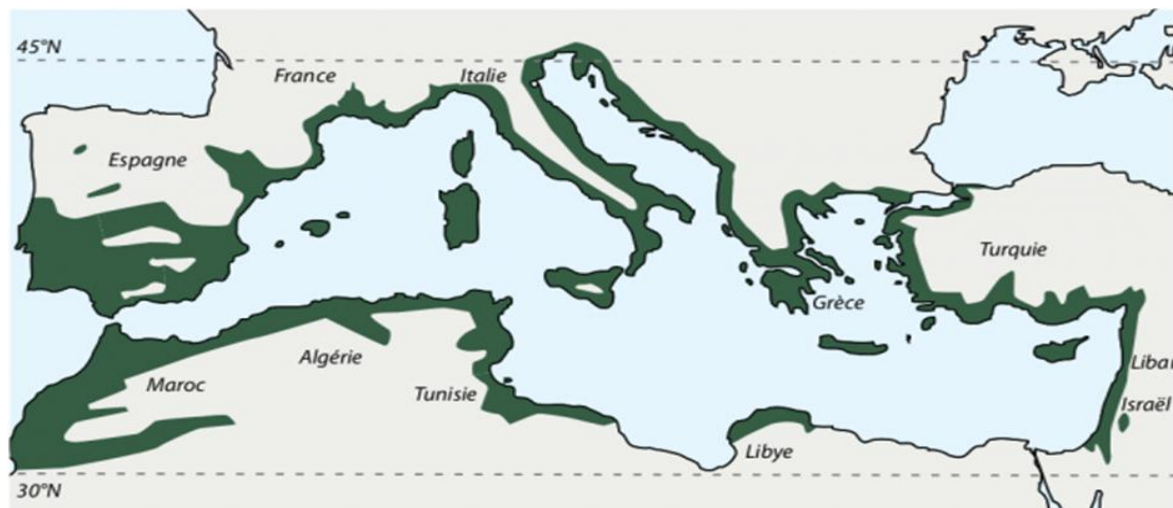 45°N
France
Italie
Espagne
Turquie
Grèce
Algérie
Maroc
Tunisie
Liba
Israël
Libye
30°N